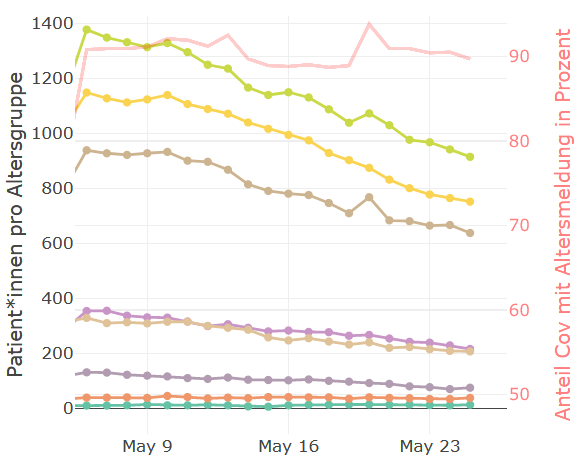 Patient*innen pro Altersgruppe
1400
1200
1000
800
600
400
200
0
May 9
May 16
May 23
90
80
70
60
50
Anteil Cov mit Altersmeldung in Prozent